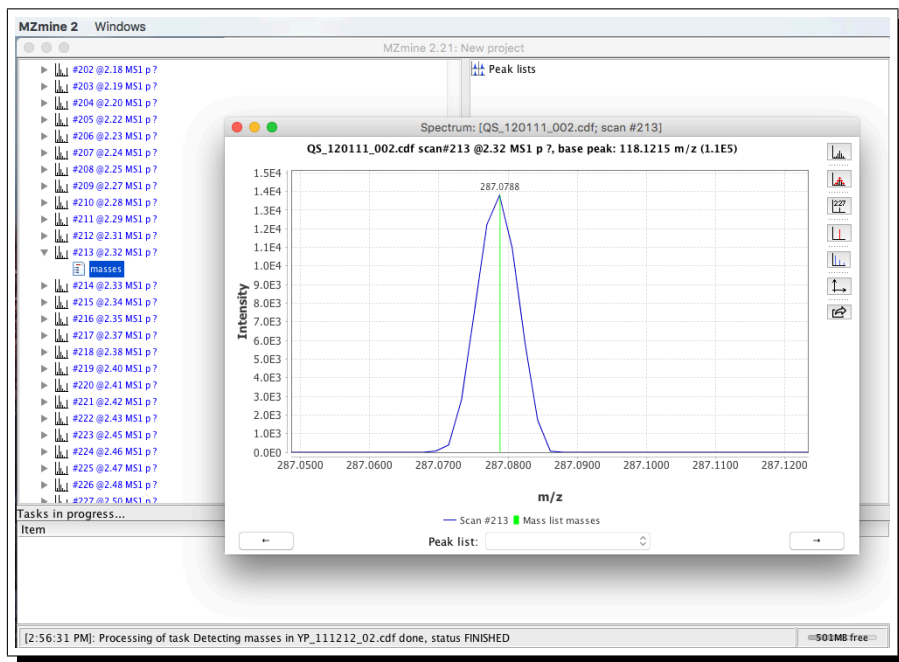 MZmine 2 Windows
MZmine 2.21: New project
#202 @2.18 MS1 p ?
#203 @2.19 MS1 p ?
#204 @2.20 MS1 p ?
#205 @2.22 MS1 p ?
#206 @2.23 MS1 p ?
#207 @2.24 MS1 p ?
#208 @2.25 MS1 p ?
#209 @2.27 MS1 p ?
#210 @2.28 MS1 p ?
#211 @2.29 MS1 p ?
#212 @2.31 MS1 p ?
#213 @2.32 MS1 p ?
masses
#214 @2.33 MS1 p ?
#215 @2.34 MS1 p ?
#216 @2.35 MS1 p ?
#217 @2.37 MS1 p ?
#218 @2.38 MS1 p ?
#219 @2.40 MS1 p ?
#220 @2.41 MS1 p ?
#221 @2.42 MS1 p ?
#222 @2.43 MS1 p ?
#223 @2.45 MS1 p ?
#224 @2.46 MS1 p ?
#225 @2.47 MS1 p ?
#226 @2.48 MS1 p ?
#227 @2.50 MS1 p ?
Peak lists
Spectrum: [QS_120111_002.cdf; scan #213]
QS_120111_002.cdf scan#213 @2.32 MS1 p ?, base peak: 118.1215 m/z (1.1E5)
227
287.0788
Intensity
1.5E4
1.4E4
1.3E4
1.2E4
1.1E4
1.0E4
9.0E3
8.0E3
7.0E3
6.0E3
5.0E3
4.0E3
3.0E3
2.0E3
1.0E3
0.0E0
287.0500 287.0600 287.0700 287.0800 287.0900 287.1000 287.1100 287.1200
m/z
Scan #213 Mass list masses
Peak list:
Tasks in progress...
Item
[2:56:31 PM]: Processing of task Detecting masses in YP_111212_02.cdf done, status FINISHED
501MB free